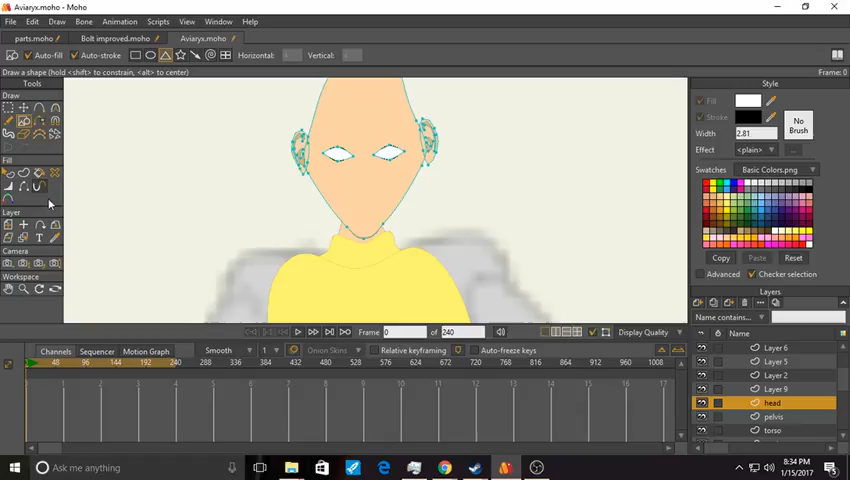 Aviaryx.moho
File Edit Draw Bone Animation Scripts View Window Help
parts.moho Bolt improved.moho Aviaryx.moho
Auto-fill Auto-stroke Horizontal: Vertical:
Draw a shape (hold <shift> to constrain, <alt> to center) Frame: 0
Tools
Draw
Fill
Layer
Camera
Workspace
Style
Fill
Stroke
No Brush
Width 2.81
Effect <plain> ...
Swatches Basic Colors.png
Copy Paste Reset
Advanced Checker selection
Layers
Name contains...
Name
Layer 6
Layer 5
Layer 2
Layer 9
head
pelvis
torso
Frame 0 of 240 Display Quality
Channels Sequencer Motion Graph Smooth 1 Onion Skins Relative keyframing Auto-freeze keys
48 96 144 192 240 288 336 384 432 480 528 576 624 672 720 768 816 864 912 960 1008
1 2 3 4 5 6 7 8 9 10 11 12 13 14 15 16 17
Ask me anything
8:34 PM
1/15/2017